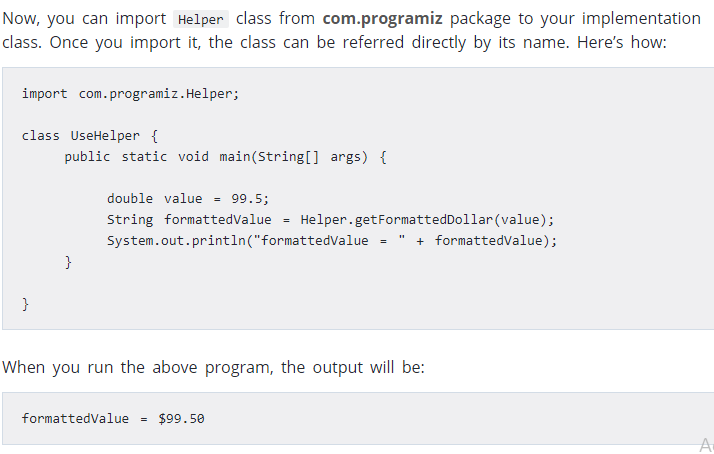 Now, you can import Helper class from com.programiz package to your implementation
class. Once you import it, the class can be referred directly by its name. Here’s how:
import com.programiz.Helper;
class UseHelper {
public static void main(String[] args) {
double value = 99.5;
String formattedValue = Helper.getFormattedDollar(value);
System.out.println("formattedValue = " + formattedValue);
}
}
When you run the above program, the output will be:
formattedValue = $99.50